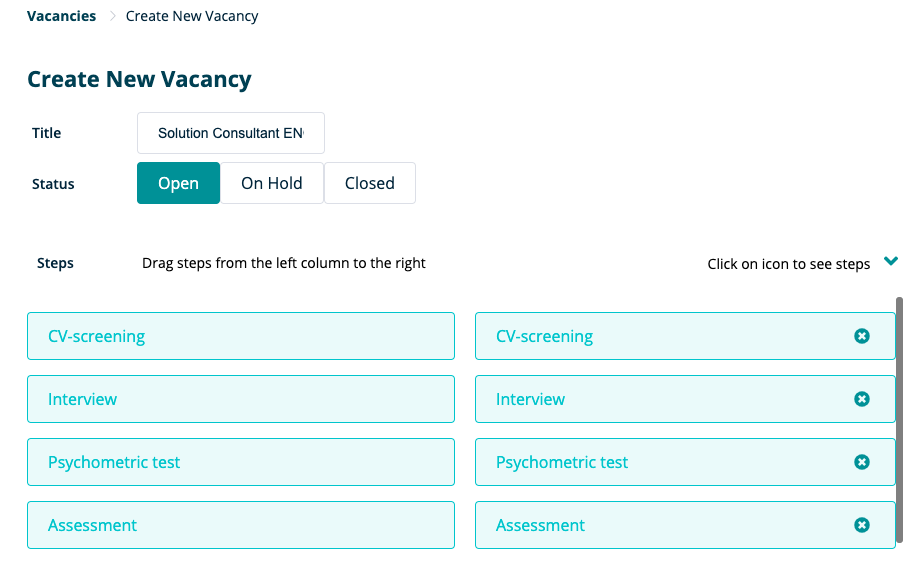 Vacancies Create New Vacancy
Create New Vacancy
Title Solution Consultant EN
Status Open On Hold Closed
Steps Drag steps from the left column to the right Click on icon to see steps
CV-screening CV-screening
Interview Interview
Psychometric test Psychometric test
Assessment Assessment